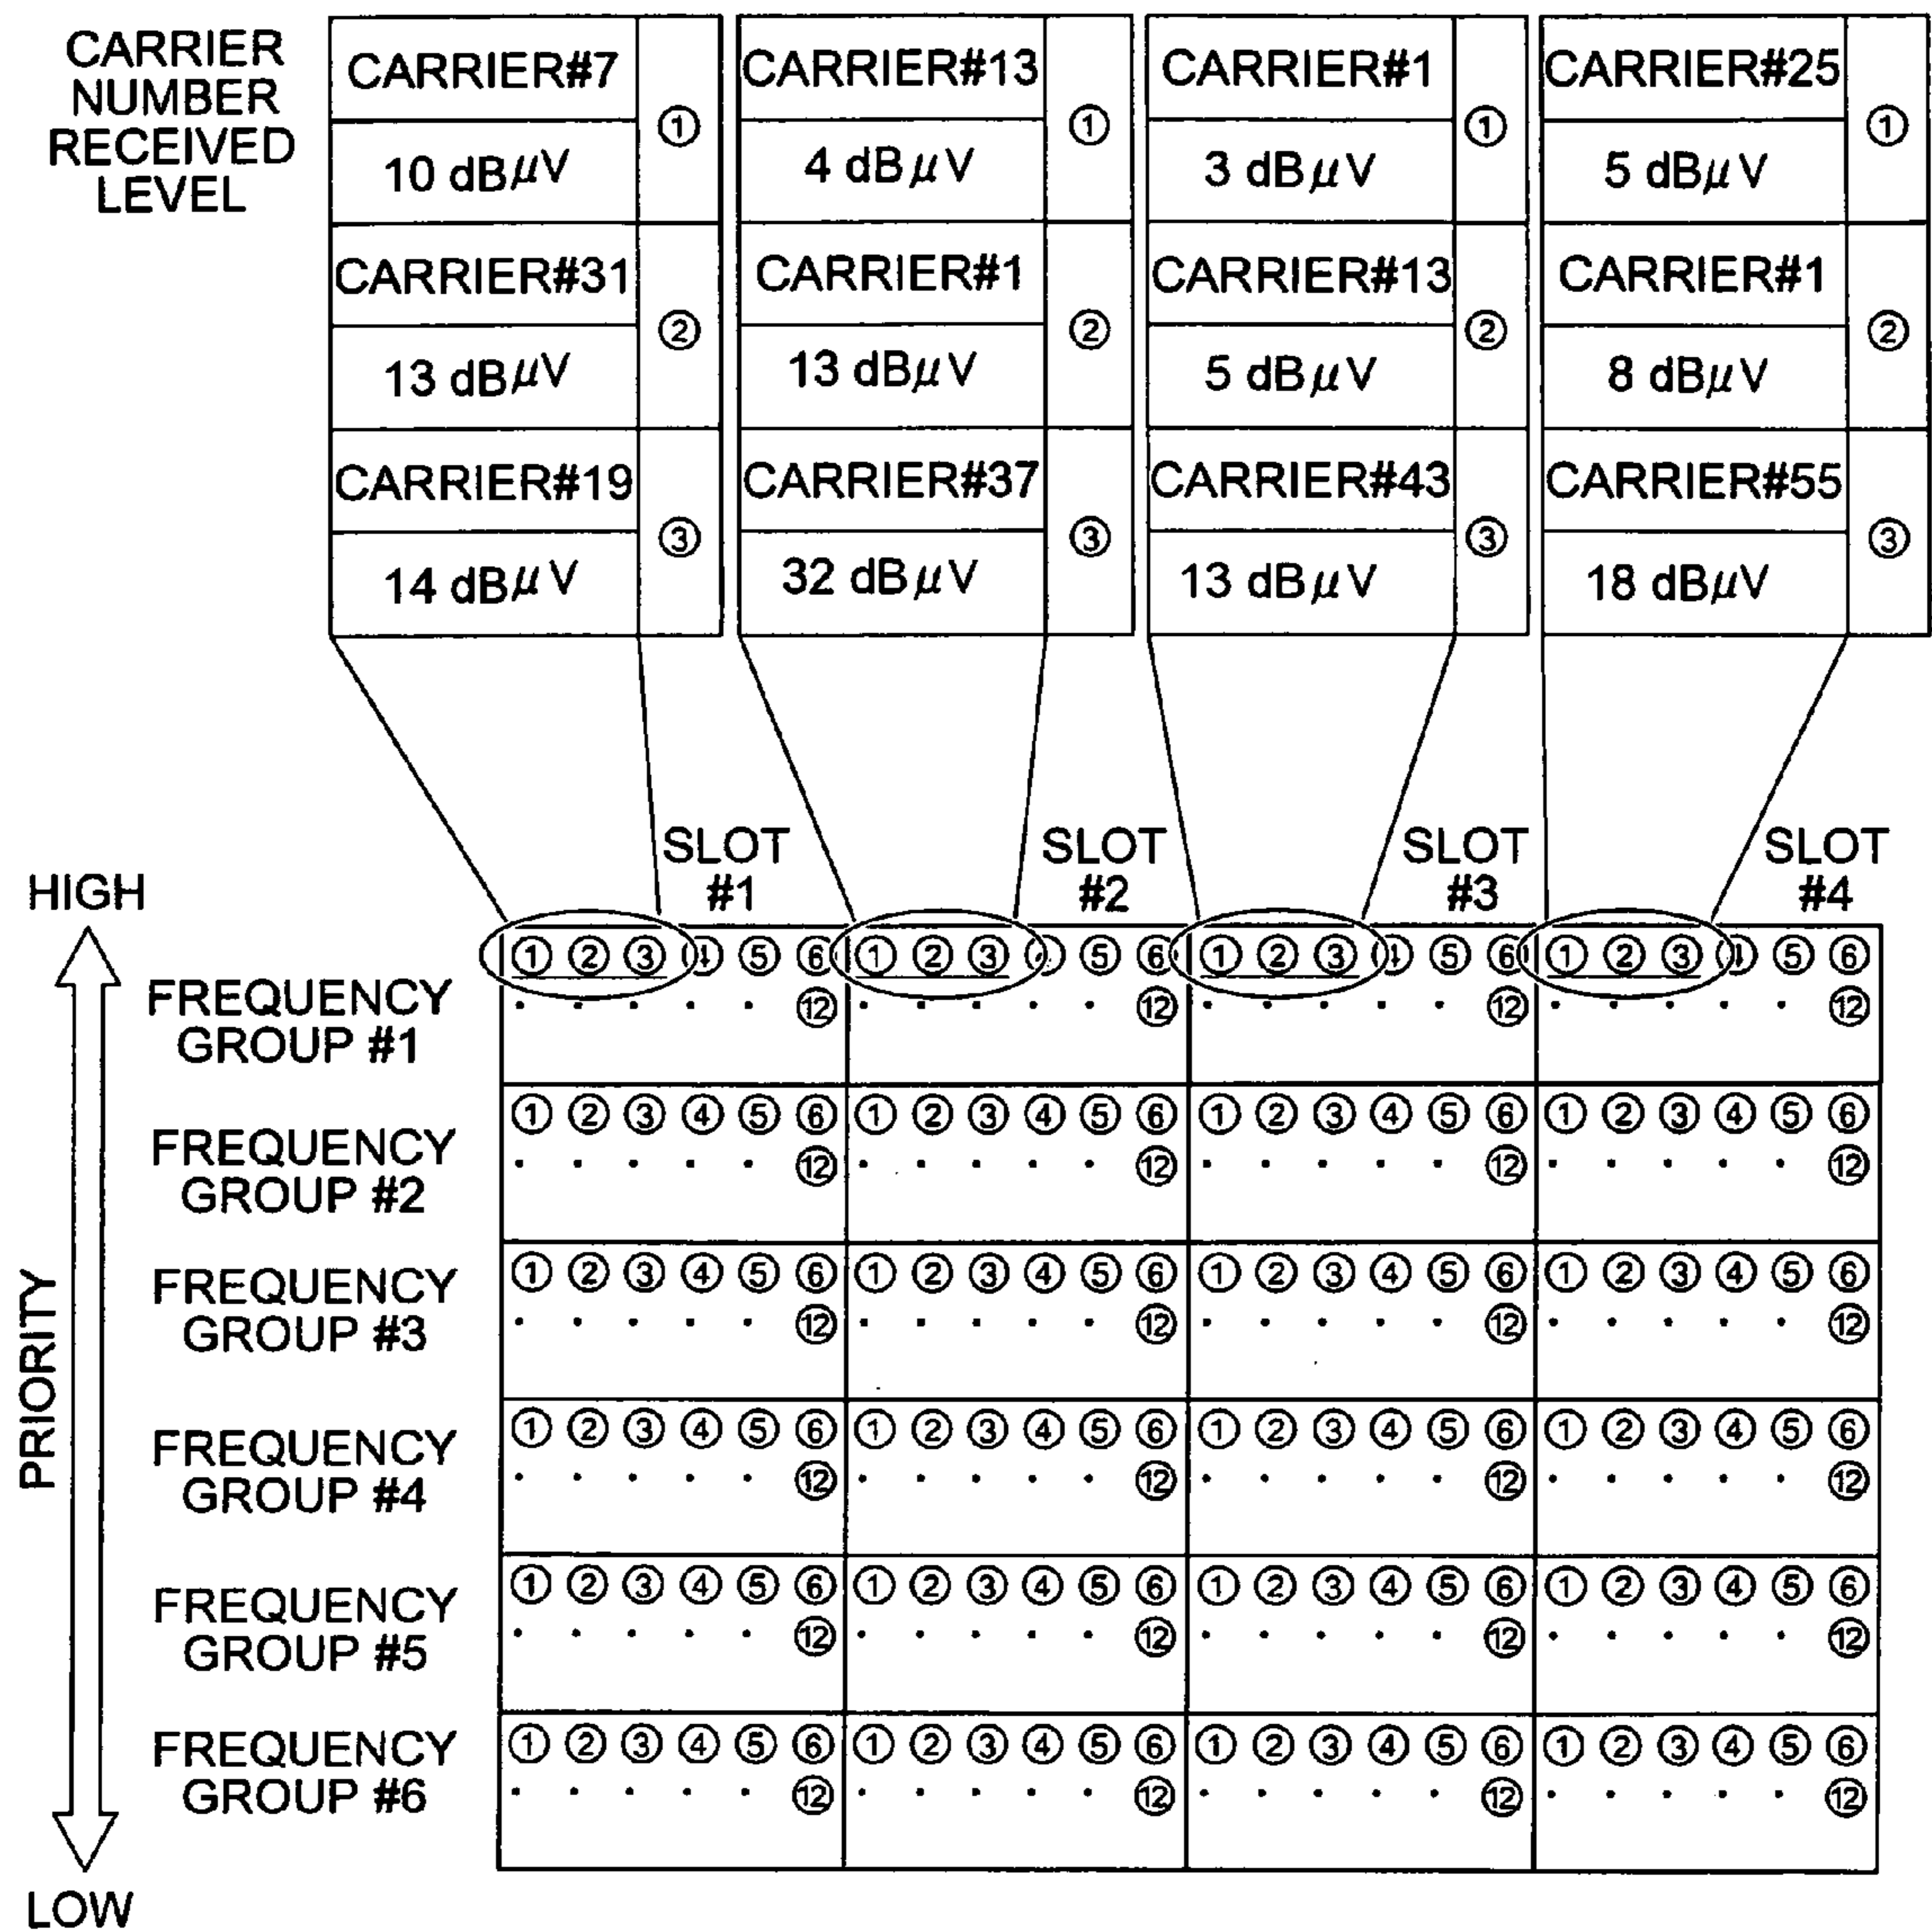 CARRIER
NUMBER
RECEIVED
LEVEL
CARRIER#7 ① CARRIER#13 ① CARRIER#1 ① CARRIER#25 ①
10 dBμV 4 dBμV 3 dBμV 5 dBμV
CARRIER#31 ② CARRIER#1 ② CARRIER#13 ② CARRIER#1 ②
13 dBμV 13 dBμV 5 dBμV 8 dBμV
CARRIER#19 ③ CARRIER#37 ③ CARRIER#43 ③ CARRIER#55 ③
14 dBμV 32 dBμV 13 dBμV 18 dBμV
SLOT #1
SLOT #2
SLOT #3
SLOT #4
HIGH
PRIORITY
LOW
FREQUENCY
GROUP #1
① ② ③ ④ ⑤ ⑥ ① ② ③ ⑤ ⑥ ① ② ③ ④ ⑤ ⑥ ① ② ③ ④ ⑤ ⑥
· · · · · ⑫ · · · · · ⑫ · · · · · ⑫ · · · · · ⑫
FREQUENCY
GROUP #2
① ② ③ ④ ⑤ ⑥ ① ② ③ ④ ⑤ ⑥ ① ② ③ ④ ⑤ ⑥ ① ② ③ ④ ⑤ ⑥
· · · · · ⑫ · · · · · ⑫ · · · · · ⑫ · · · · · ⑫
FREQUENCY
GROUP #3
① ② ③ ④ ⑤ ⑥ ① ② ③ ④ ⑤ ⑥ ① ② ③ ④ ⑤ ⑥ ① ② ③ ④ ⑤ ⑥
· · · · · ⑫ · · · · · ⑫ · · · · · ⑫ · · · · · ⑫
FREQUENCY
GROUP #4
① ② ③ ④ ⑤ ⑥ ① ② ③ ④ ⑤ ⑥ ① ② ③ ④ ⑤ ⑥ ① ② ③ ④ ⑤ ⑥
· · · · · ⑫ · · · · · ⑫ · · · · · ⑫ · · · · · ⑫
FREQUENCY
GROUP #5
① ② ③ ④ ⑤ ⑥ ① ② ③ ④ ⑤ ⑥ ① ② ③ ④ ⑤ ⑥ ① ② ③ ④ ⑤ ⑥
· · · · · ⑫ · · · · · ⑫ · · · · · ⑫ · · · · · ⑫
FREQUENCY
GROUP #6
① ② ③ ④ ⑤ ⑥ ① ② ③ ④ ⑤ ⑥ ① ② ③ ④ ⑤ ⑥ ① ② ③ ④ ⑤ ⑥
· · · · · ⑫ · · · · · ⑫ · · · · · ⑫ · · · · · ⑫